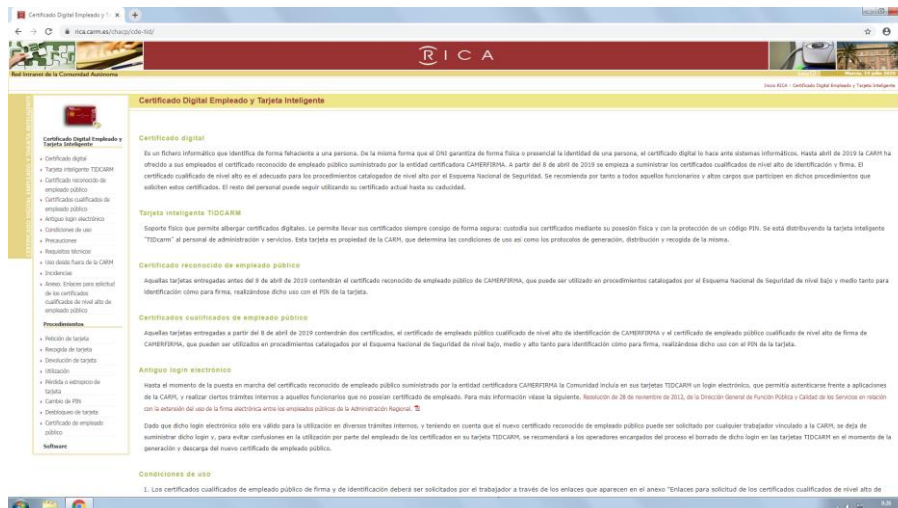 Certificado Digital Empleado y T
rica.carm.es/chacp/cde-tid/
RICA
Red Intranet de la Comunidad Autónoma
Inicio RICA › Certificado Digital Empleado y Tarjeta Inteligente
Certificado Digital Empleado y
Tarjeta Inteligente
Certificado digital
Tarjeta inteligente TIDCARM
Certificado reconocido de
empleado público
Certificados cualificados de
empleado público
Antiguo login electrónico
Condiciones de uso
Precauciones
Requisitos técnicos
Uso desde fuera de la CARM
Incidencias
Anexo. Enlaces para solicitud
de los certificados
cualificados de nivel alto de
empleado público
Procedimientos
Petición de tarjeta
Recogida de tarjeta
Devolución de tarjeta
Utilización
Pérdida o estropicio de
tarjeta
Cambio de PIN
Desbloqueo de tarjeta
Certificado de empleado
público
Software
Certificado Digital Empleado y Tarjeta Inteligente
Certificado digital
Es un fichero informático que identifica de forma fehaciente a una persona. De la misma forma que el DNI garantiza de forma física o presencial la identidad de una persona, el certificado digital lo hace ante sistemas informáticos. Hasta abril de 2019 la CARM ha
ofrecido a sus empleados el certificado reconocido de empleado público suministrado por la entidad certificadora CAMERFIRMA. A partir del 8 de abril de 2019 se empieza a suministrar los certificados cualificados de nivel alto de identificación y firma. El
certificado cualificado de nivel alto es el adecuado para los procedimientos catalogados de nivel alto por el Esquema Nacional de Seguridad. Se recomienda por tanto a todos aquellos funcionarios y altos cargos que participen en dichos procedimientos que
soliciten estos certificados. El resto del personal puede seguir utilizando su certificado actual hasta su caducidad.
Tarjeta inteligente TIDCARM
Soporte físico que permite albergar certificados digitales. Le permite llevar sus certificados siempre consigo de forma segura: custodia sus certificados mediante su posesión física y con la protección de un código PIN. Se está distribuyendo la tarjeta inteligente
"TIDcarm" al personal de administración y servicios. Esta tarjeta es propiedad de la CARM, que determina las condiciones de uso así como los protocolos de generación, distribución y recogida de la misma.
Certificado reconocido de empleado público
Aquellas tarjetas entregadas antes del 8 de abril de 2019 contendrán el certificado reconocido de empleado público de CAMERFIRMA, que puede ser utilizado en procedimientos catalogados por el Esquema Nacional de Seguridad de nivel bajo y medio tanto para
identificación cómo para firma, realizándose dicho uso con el PIN de la tarjeta.
Certificados cualificados de empleado público
Aquellas tarjetas entregadas a partir del 8 de abril de 2019 contendrán dos certificados, el certificado de empleado público cualificado de nivel alto de identificación de CAMERFIRMA y el certificado de empleado público cualificado de nivel alto de firma de
CAMERFIRMA, que pueden ser utilizados en procedimientos catalogados por el Esquema Nacional de Seguridad de nivel bajo, medio y alto tanto para identificación cómo para firma, realizándose dicho uso con el PIN de la tarjeta.
Antiguo login electrónico
Hasta el momento de la puesta en marcha del certificado reconocido de empleado público suministrado por la entidad certificadora CAMERFIRMA la Comunidad incluía en sus tarjetas TIDCARM un login electrónico, que permitía autenticarse frente a aplicaciones
de la CARM, y realizar ciertos trámites internos a aquellos funcionarios que no poseían certificado de empleado. Para más información véase la siguiente. Resolución de 28 de noviembre de 2012, de la Dirección General de Función Pública y Calidad de los Servicios en relación
con la extensión del uso de la firma electrónica entre los empleados públicos de la Administración Regional.
Dado que dicho login electrónico sólo era válido para la utilización en diversos trámites internos, y teniendo en cuenta que el nuevo certificado reconocido de empleado público puede ser solicitado por cualquier trabajador vinculado a la CARM, se deja de
suministrar dicho login y, para evitar confusiones en la utilización por parte del empleado de los certificados en su tarjeta TIDCARM, se recomendará a los operadores encargados del proceso el borrado de dicho login en las tarjetas TIDCARM en el momento de la
generación y descarga del nuevo certificado de empleado público.
Condiciones de uso
1. Los certificados cualificados de empleado público de firma y de identificación deberá ser solicitados por el trabajador a través de los enlaces que aparecen en el anexo "Enlaces para solicitud de los certificados cualificados de nivel alto de